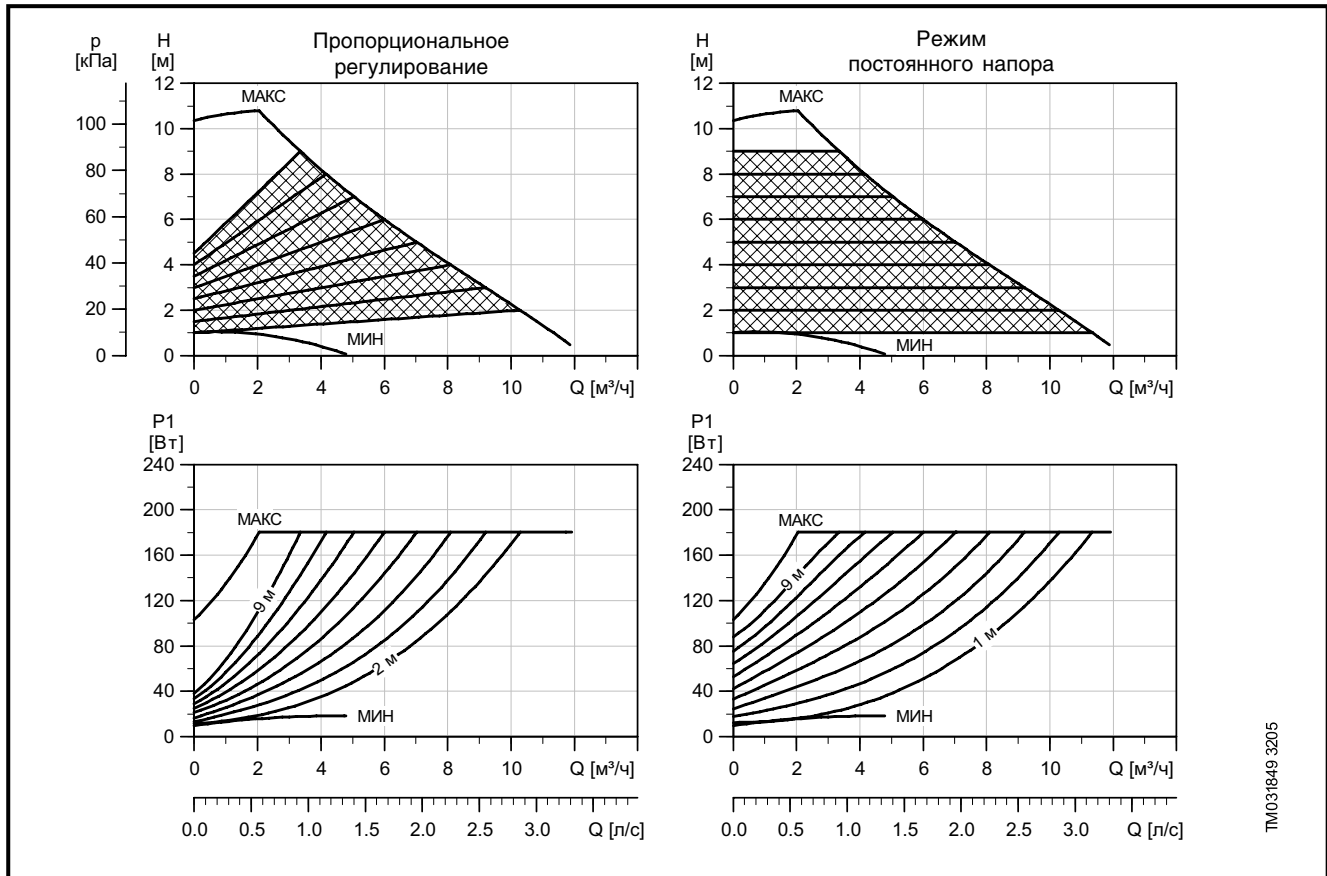 p
[кПа]
H
[м]
Пропорциональное
регулирование
12
10
8
6
4
2
0
100
80
60
40
20
0
МАКС
МИН
0 2 4 6 8 10 Q [м³/ч]
H
[м]
Режим
постоянного напора
12
10
8
6
4
2
0
МАКС
МИН
0 2 4 6 8 10 Q [м³/ч]
P1
[Вт]
240
200
160
120
80
40
0
МАКС
9 м
2 м
МИН
0 2 4 6 8 10 Q [м³/ч]
0.0 0.5 1.0 1.5 2.0 2.5 3.0 Q [л/с]
P1
[Вт]
240
200
160
120
80
40
0
МАКС
9 м
1 м
МИН
0 2 4 6 8 10 Q [м³/ч]
0.0 0.5 1.0 1.5 2.0 2.5 3.0 Q [л/с]
TM03 1849 3205